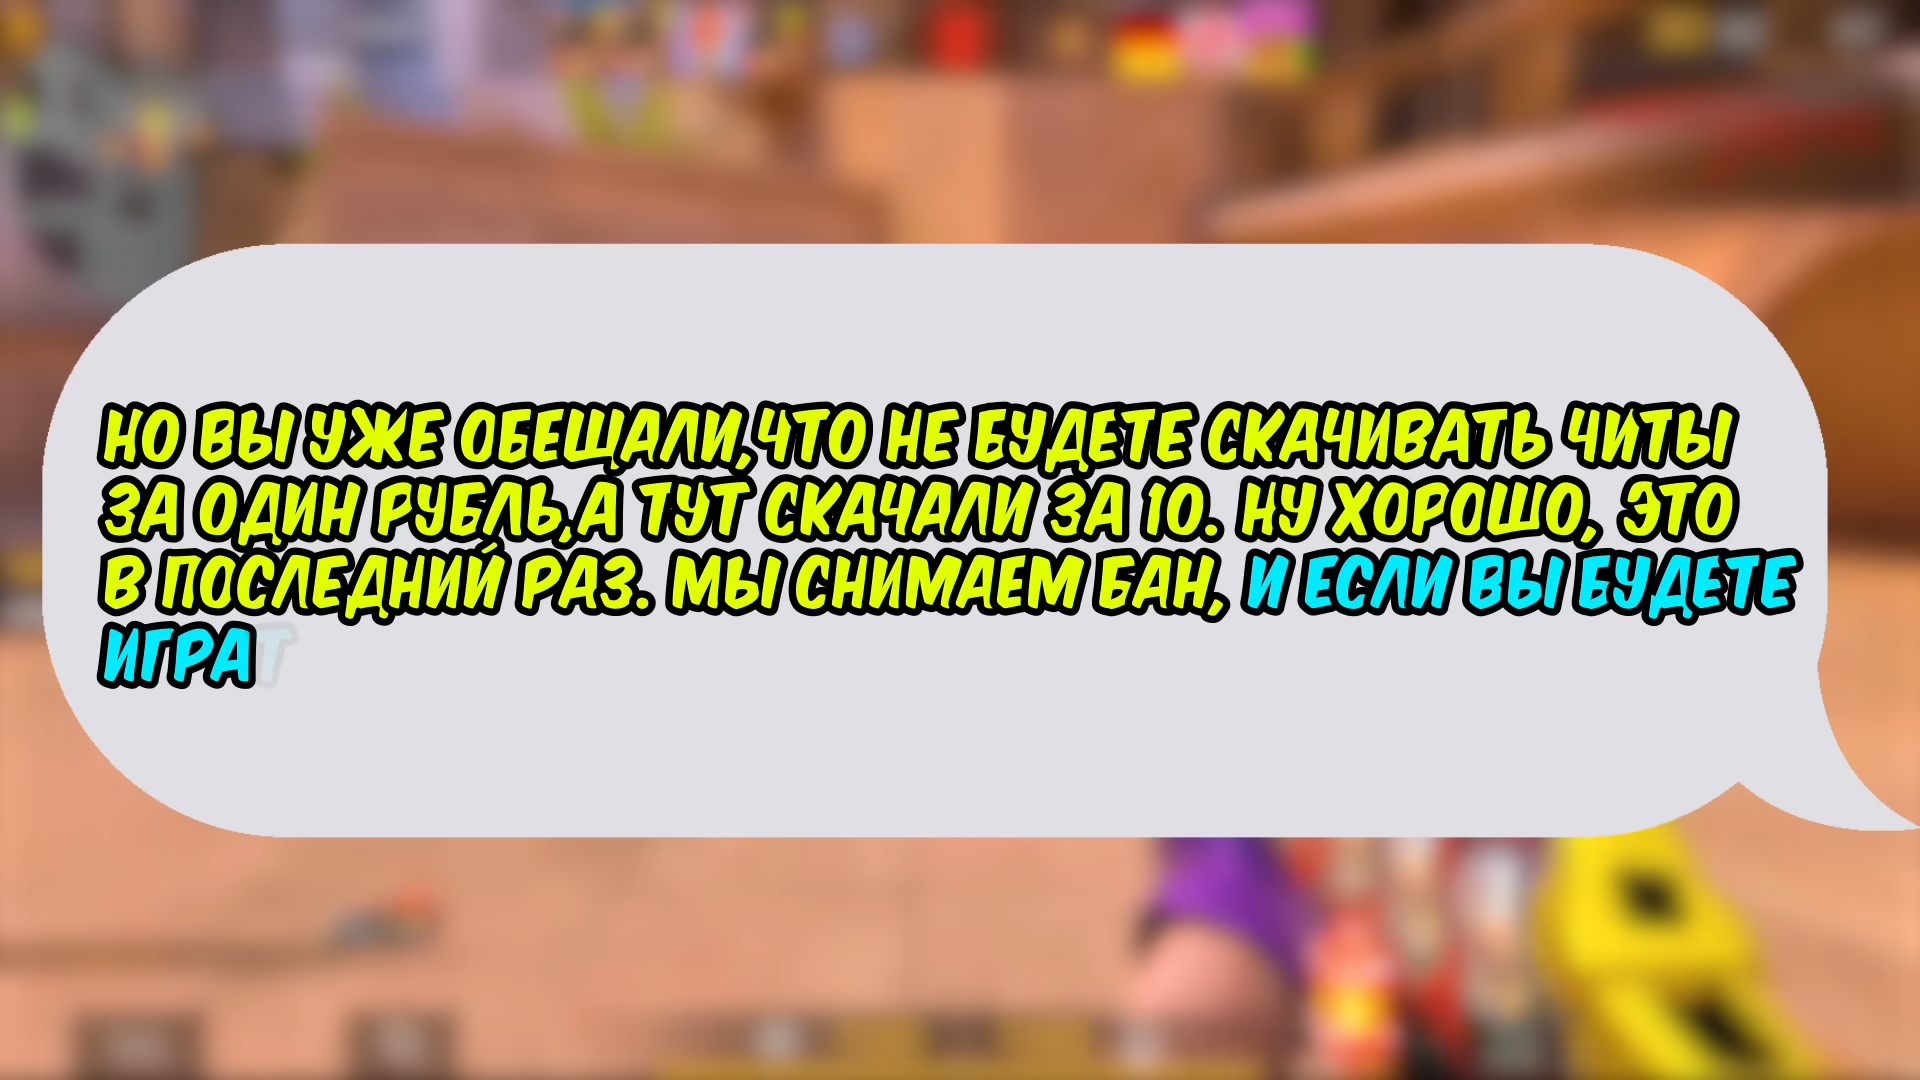 НО ВЫ УЖЕ ОБЕЩАЛИ,ЧТО НЕ БУДЕТЕ СКАЧИВАТЬ ЧИТЫ
ЗА ОДИН РУБЛЬ,А ТУТ СКАЧАЛИ ЗА 10. НУ ХОРОШО, ЭТО
В ПОСЛЕДНИЙ РАЗ. МЫ СНИМАЕМ БАН, И ЕСЛИ ВЫ БУДЕТЕ
ИГРАТ